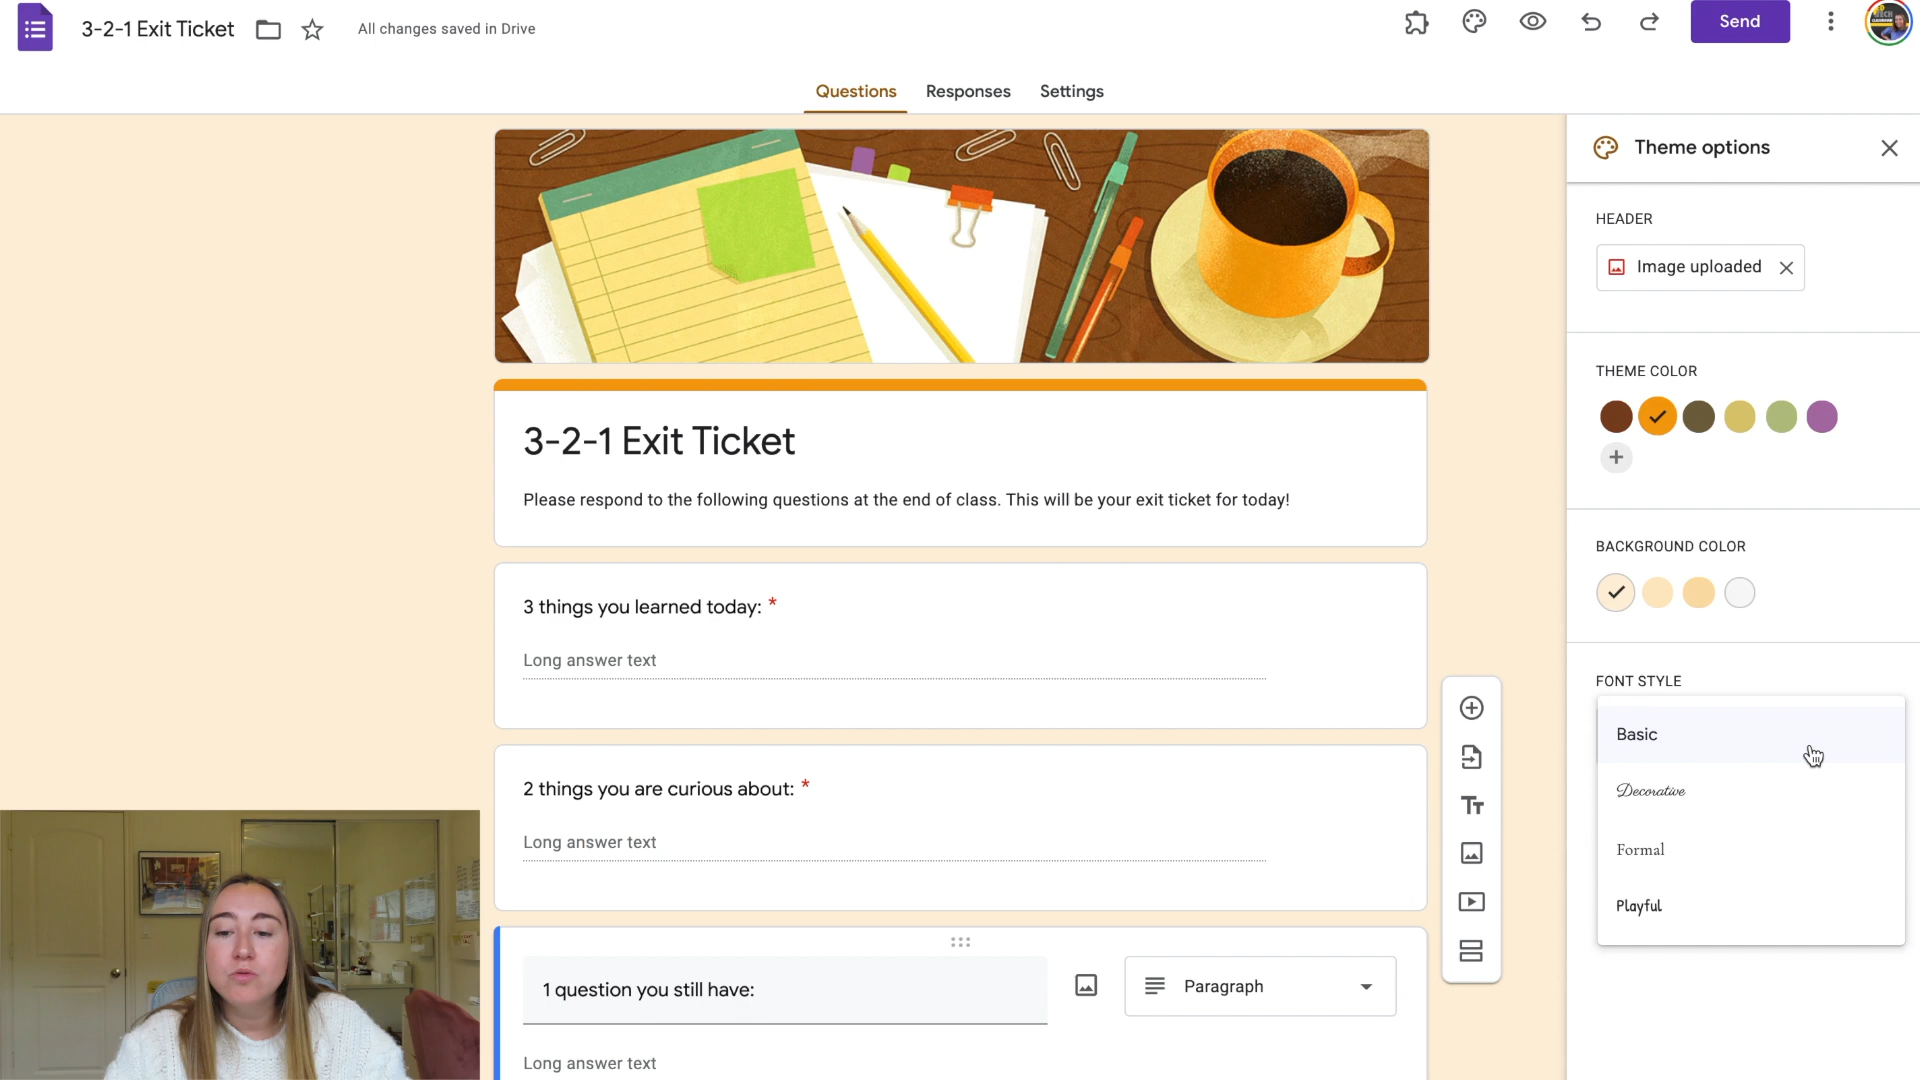 3-2-1 Exit Ticket
All changes saved in Drive
Send
Questions
Responses
Settings
Theme options
HEADER
Image uploaded
THEME COLOR
BACKGROUND COLOR
FONT STYLE
Basic
Decorative
Formal
Playful
3-2-1 Exit Ticket
Please respond to the following questions at the end of class. This will be your exit ticket for today!
3 things you learned today: *
Long answer text
2 things you are curious about: *
Long answer text
1 question you still have:
Paragraph
Long answer text
Tт